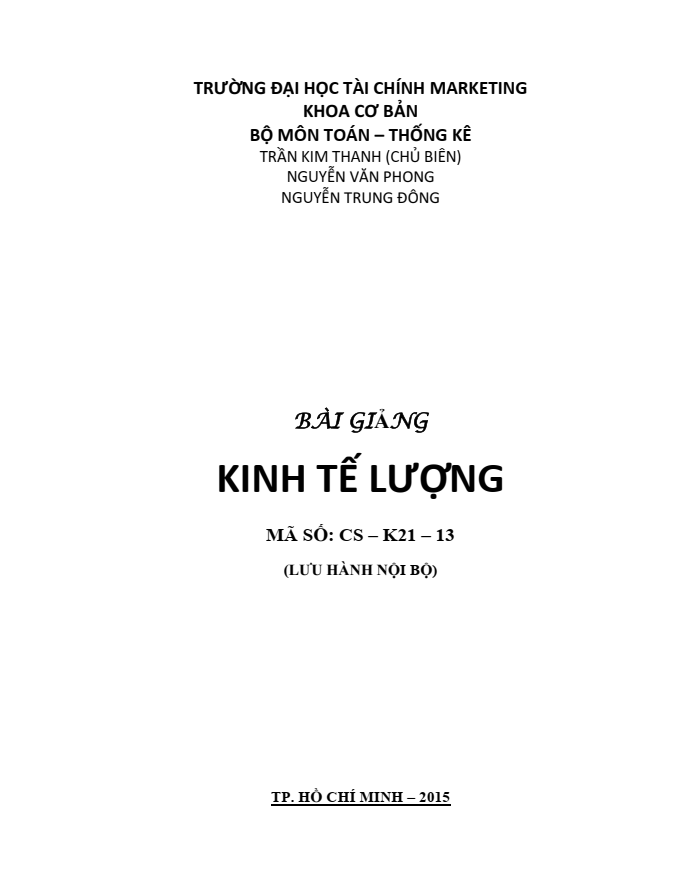 TRƯỜNG ĐẠI HỌC TÀI CHÍNH MARKETING
KHOA CƠ BẢN
BỘ MÔN TOÁN – THỐNG KÊ
TRẦN KIM THANH (CHỦ BIÊN)
NGUYỄN VĂN PHONG
NGUYỄN TRUNG ĐÔNG
BÀI GIẢNG
KINH TẾ LƯỢNG
MÃ SỐ: CS – K21 – 13
(LƯU HÀNH NỘI BỘ)
TP. HỒ CHÍ MINH – 2015